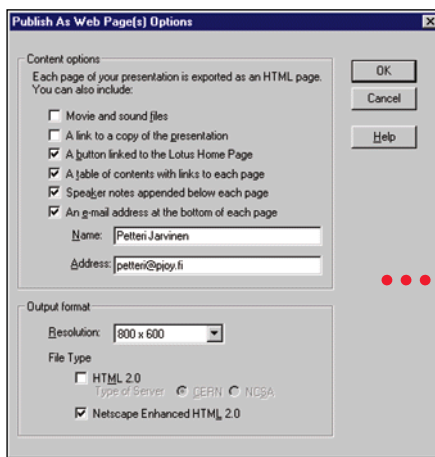 Publish As Web Page(s) Options
Content options
Each page of your presentation is exported as an HTML page.
You can also include:
Movie and sound files
A link to a copy of the presentation
A button linked to the Lotus Home Page
A table of contents with links to each page
Speaker notes appended below each page
An e-mail address at the bottom of each page
Name: Petteri Jarvinen
Address: petteri@pjoy.fi
OK
Cancel
Help
Output format
Resolution: 800 x 600
File Type
HTML 2.0
Type of Server CERN NCSA
Netscape Enhanced HTML 2.0